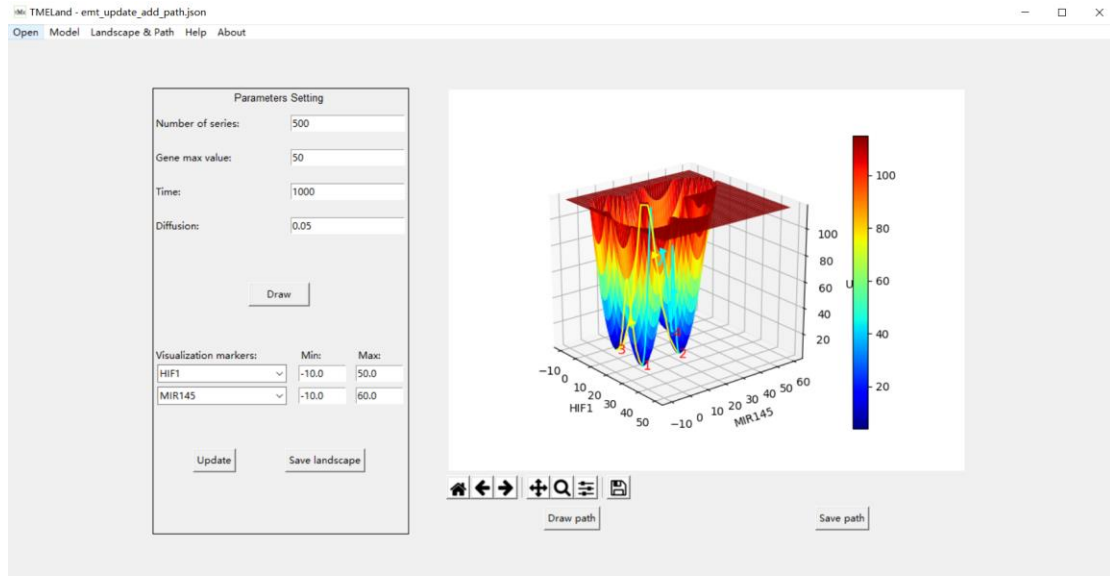 TMELand - emt_update_add_path.json
Open Model Landscape & Path Help About
Parameters Setting
Number of series: 500
Gene max value: 50
Time: 1000
Diffusion: 0.05
Draw
Visualization markers: Min: Max:
HIF1 -10.0 50.0
MIR145 -10.0 60.0
Update Save landscape
100
80
60
40
20
U
100
80
60
40
20
3
1
2
4
−10
0
10
20
30
40
50
HIF1
−10
0
10
20
30
40
50
60
MIR145
Draw path Save path